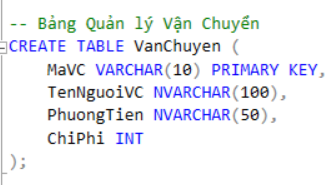 -- Bảng Quản lý Vận Chuyển
CREATE TABLE VanChuyen (
    MaVC VARCHAR(10) PRIMARY KEY,
    TenNguoiVC NVARCHAR(100),
    PhuongTien NVARCHAR(50),
    ChiPhi INT
);